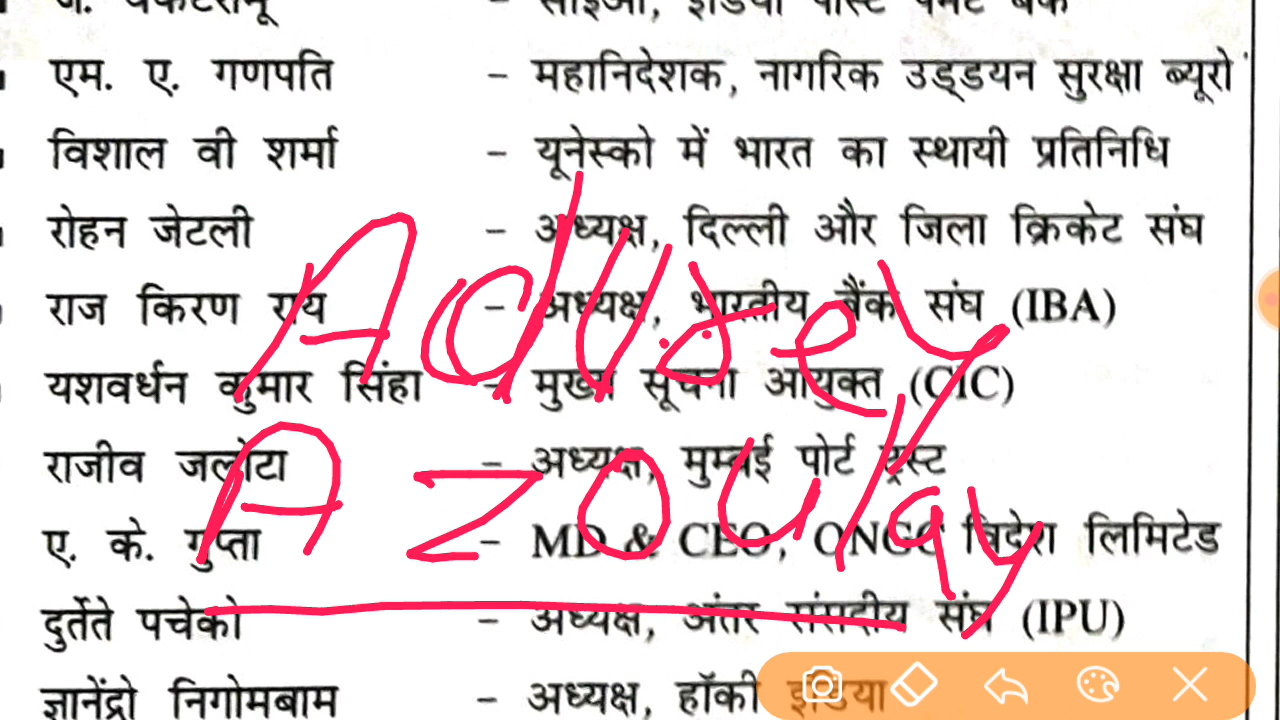 एम. ए. गणपति – महानिदेशक, नागरिक उड्डयन सुरक्षा ब्यूरो
विशाल वी शर्मा – यूनेस्को में भारत का स्थायी प्रतिनिधि
रोहन जेटली – अध्यक्ष, दिल्ली और जिला क्रिकेट संघ
राज किरण राय – अध्यक्ष, भारतीय बैंक संघ (IBA)
यशवर्धन कुमार सिंहा – मुख्य सूचना आयुक्त (CIC)
राजीव जलोटा – अध्यक्ष, मुम्बई पोर्ट ट्रस्ट
Azoulay
ए. के. गुप्ता – MD & CEO, ONGC विदेश लिमिटेड
दुर्तते पचेको – अध्यक्ष, अंतर संसदीय संघ (IPU)
ज्ञानेंद्रो निगोमबाम – अध्यक्ष, हॉकी इंडिया